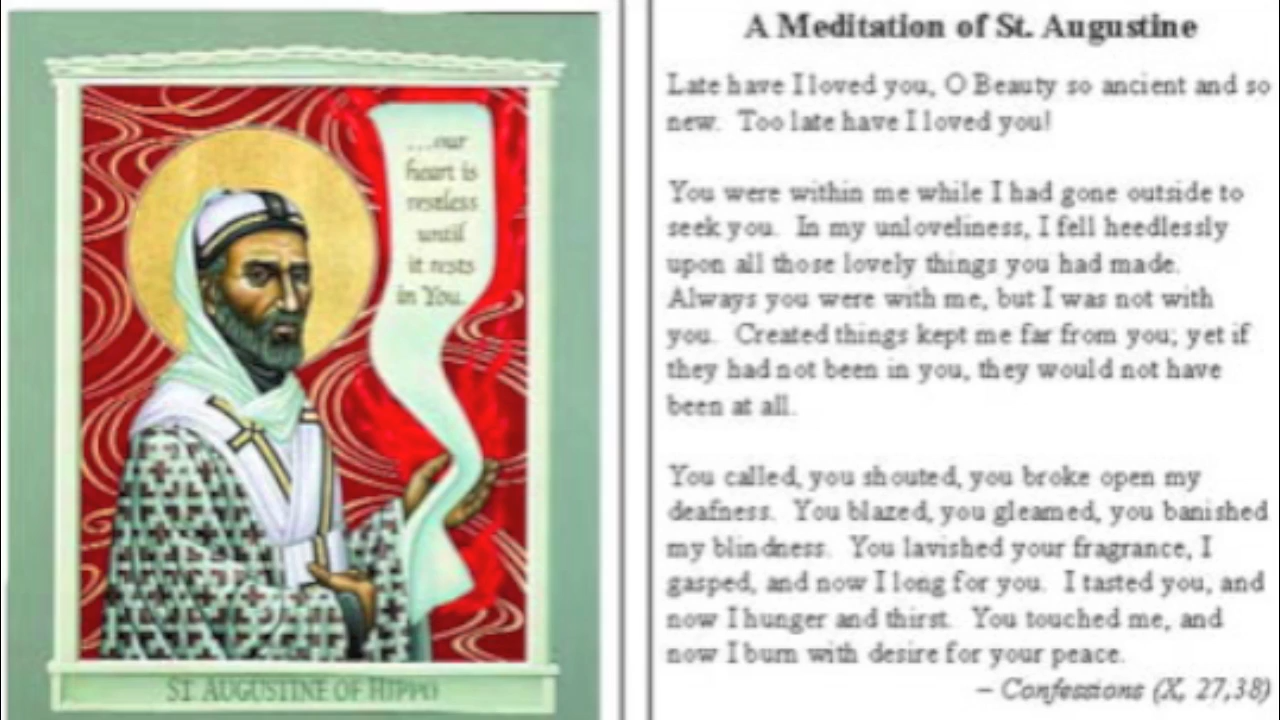 ...our
heart is
restless
until
it rests
in You.
ST. AUGUSTINE OF HIPPO
A Meditation of St. Augustine
Late have I loved you, O Beauty so ancient and so
new. Too late have I loved you!
You were within me while I had gone outside to
seek you. In my unloveliness, I fell heedlessly
upon all those lovely things you had made.
Always you were with me, but I was not with
you. Created things kept me far from you; yet if
they had not been in you, they would not have
been at all.
You called, you shouted, you broke open my
deafness. You blazed, you gleamed, you banished
my blindness. You lavished your fragrance, I
gasped, and now I long for you. I tasted you, and
now I hunger and thirst. You touched me, and
now I burn with desire for your peace.
– Confessions (X, 27,38)